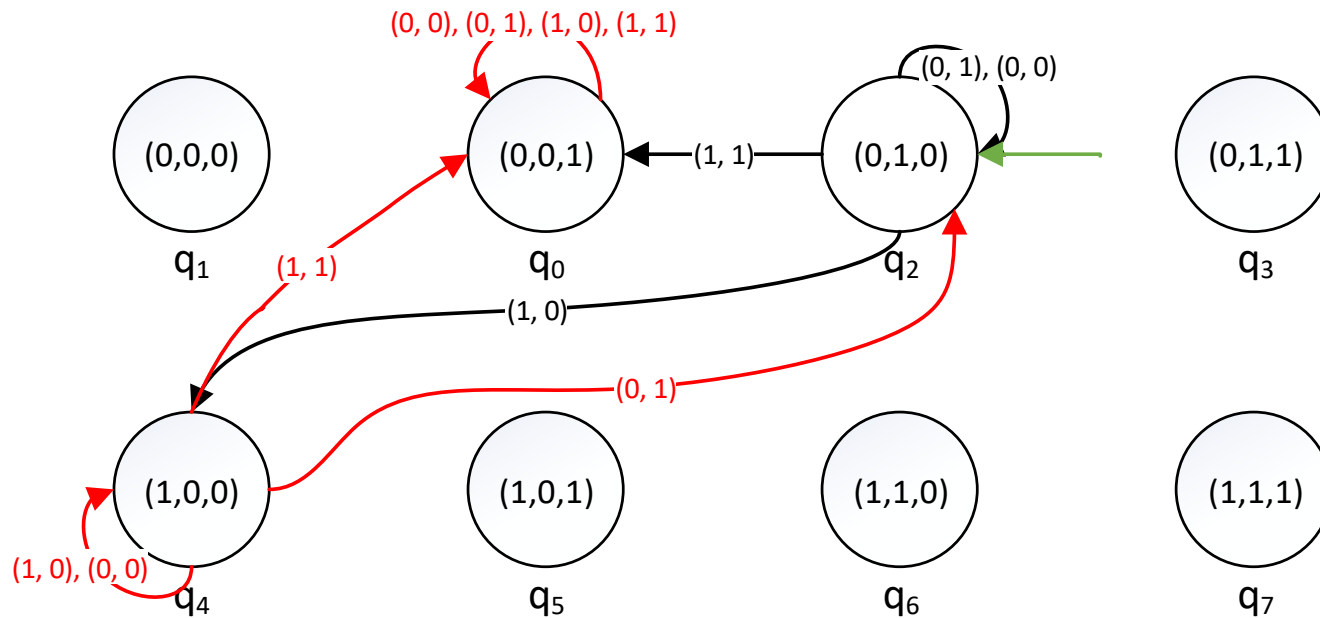 (0, 0), (0, 1), (1, 0), (1, 1)
(0, 1), (0, 0)
(0,0,0)
(0,0,1)
(1, 1)
(0,1,0)
(0,1,1)
q₁
q₀
q₂
q₃
(1, 1)
(1, 0)
(0, 1)
(1,0,0)
(1,0,1)
(1,1,0)
(1,1,1)
(1, 0), (0, 0)
q₄
q₅
q₆
q₇